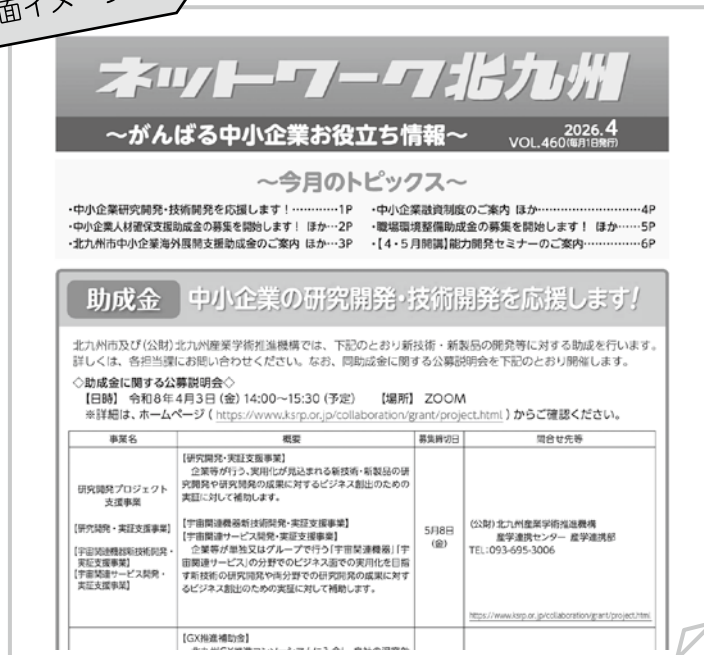 面イメージ
ネットワーク北九州
～がんばる中小企業お役立ち情報～
2026.4
VOL.460(毎月1日発行)
～今月のトピックス～
・中小企業研究開発・技術開発を応援します！…………1P
・中小企業人材確保支援助成金の募集を開始します！ ほか…2P
・北九州市中小企業海外展開支援助成金のご案内 ほか…3P
・中小企業融資制度のご案内 ほか……………………………4P
・職場環境整備助成金の募集を開始します！ ほか……5P
・【4・5月開講】能力開発セミナーのご案内……………6P
助成金 中小企業の研究開発・技術開発を応援します！
北九州市及び(公財)北九州産業学術推進機構では、下記のとおり新技術・新製品の開発等に対する助成を行います。
詳しくは、各担当課にお問い合わせください。なお、同助成金に関する公募説明会を下記のとおり開催します。
◇助成金に関する公募説明会◇
【日時】 令和8年4月3日(金)14:00～15:30(予定) 【場所】 ZOOM
※詳細は、ホームページ( https://www.ksrp.or.jp/collaboration/grant/project.html )からご確認ください。
事業名 概要 募集締切日 問合せ先等
研究開発プロジェクト
支援事業
【研究開発・実証支援事業】
【宇宙関連機器新技術開発・
実証支援事業】
【宇宙関連サービス開発・
実証支援事業】
【研究開発・実証支援事業】
企業等が行う、実用化が見込まれる新技術・新製品の研
究開発や研究開発の成果に対するビジネス創出のための
実証に対して補助します。
【宇宙関連機器新技術開発・実証支援事業】
【宇宙関連サービス開発・実証支援事業】
企業等が単独又はグループで行う「宇宙関連機器」「宇
宙関連サービス」の分野でのビジネス面での実用化を目指
す新技術の研究開発や両分野での研究開発の成果に対す
るビジネス創出のための実証に対して補助します。
5月8日
(金)
(公財)北九州産業学術推進機構
産学連携センター 産学連携部
TEL:093-695-3006
https://www.ksrp.or.jp/collaboration/grant/project.html
【GX推進補助金】